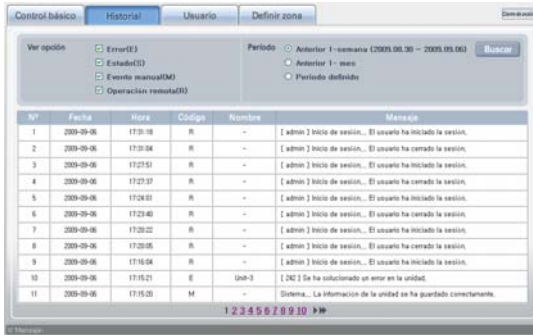 Control básico Historial Usuario Definir zona
Ver opción Error(E) Período Anterior 1-semana (2009.08.30 ~ 2009.09.06) Buscar
Estado(S) Anterior 1- mes
Evento manual(M) Periodo definido
Operación remota(R)
Nº Fecha Hora Código Nombre Mensaje
1 2009-09-06 17:31:18 R - [ admin ] Inicio de sesión,,, El usuario ha iniciado la sesión,
2 2009-09-06 17:31:04 R - [ admin ] Inicio de sesión,,, El usuario ha cerrado la sesión,
3 2009-09-06 17:27:51 R - [ admin ] Inicio de sesión,,, El usuario ha iniciado la sesión,
4 2009-09-06 17:27:37 R - [ admin ] Inicio de sesión,,, El usuario ha cerrado la sesión,
5 2009-09-06 17:24:01 R - [ admin ] Inicio de sesión,,, El usuario ha iniciado la sesión,
6 2009-09-06 17:23:40 R - [ admin ] Inicio de sesión,,, El usuario ha cerrado la sesión,
7 2009-09-06 17:20:22 R - [ admin ] Inicio de sesión,,, El usuario ha iniciado la sesión,
8 2009-09-06 17:20:05 R - [ admin ] Inicio de sesión,,, El usuario ha cerrado la sesión,
9 2009-09-06 17:16:04 R - [ admin ] Inicio de sesión,,, El usuario ha iniciado la sesión,
10 2009-09-06 17:15:21 E Unit-3 [ 242 ] Se ha solucionado un error en la unidad,
11 2009-09-06 17:15:20 M - Sistema,,, La información de la unidad se ha guardado correctamente,
1 2 3 4 5 6 7 8 9 10
Mensaje